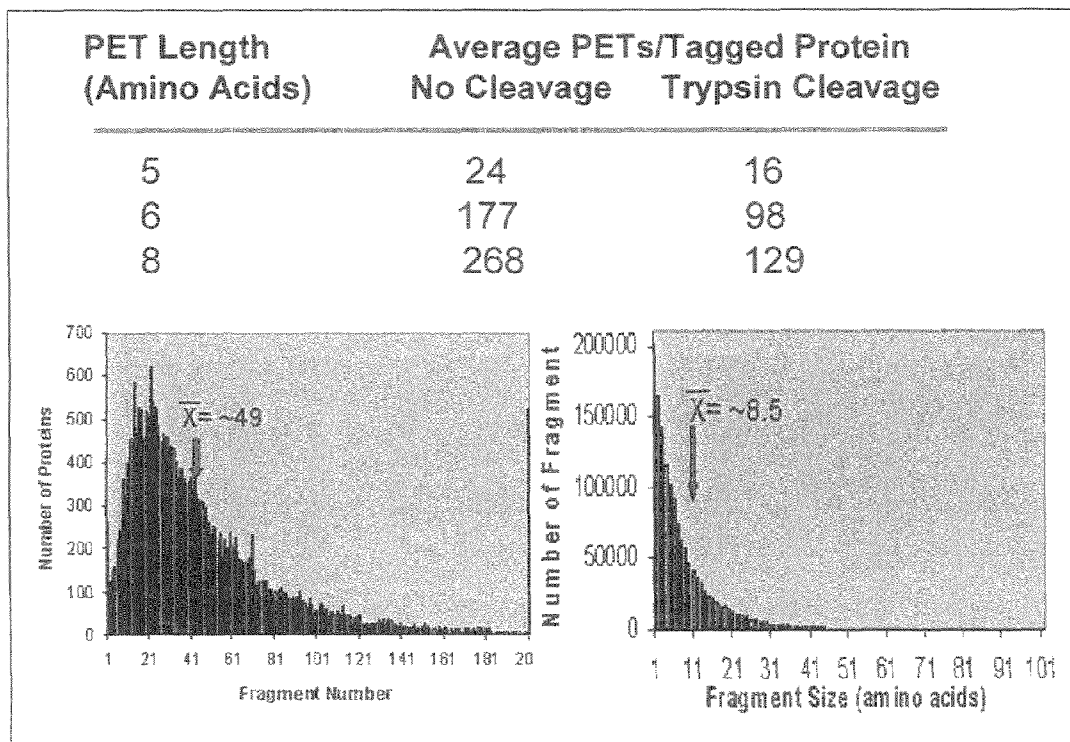 PET Length Average PETs/Tagged Protein
(Amino Acids) No Cleavage Trypsin Cleavage
5 24 16
6 177 98
8 268 129
700
600
500
400
300
200
100
0
Number of Proteins
X= ~49
1 21 41 61 81 101 121 141 161 181 20
Fragment Number
200000
150000
100000
50000
0
Number of Fragment
X= ~8.5
1 11 21 31 41 51 61 71 81 91 101
Fragment Size (amino acids)